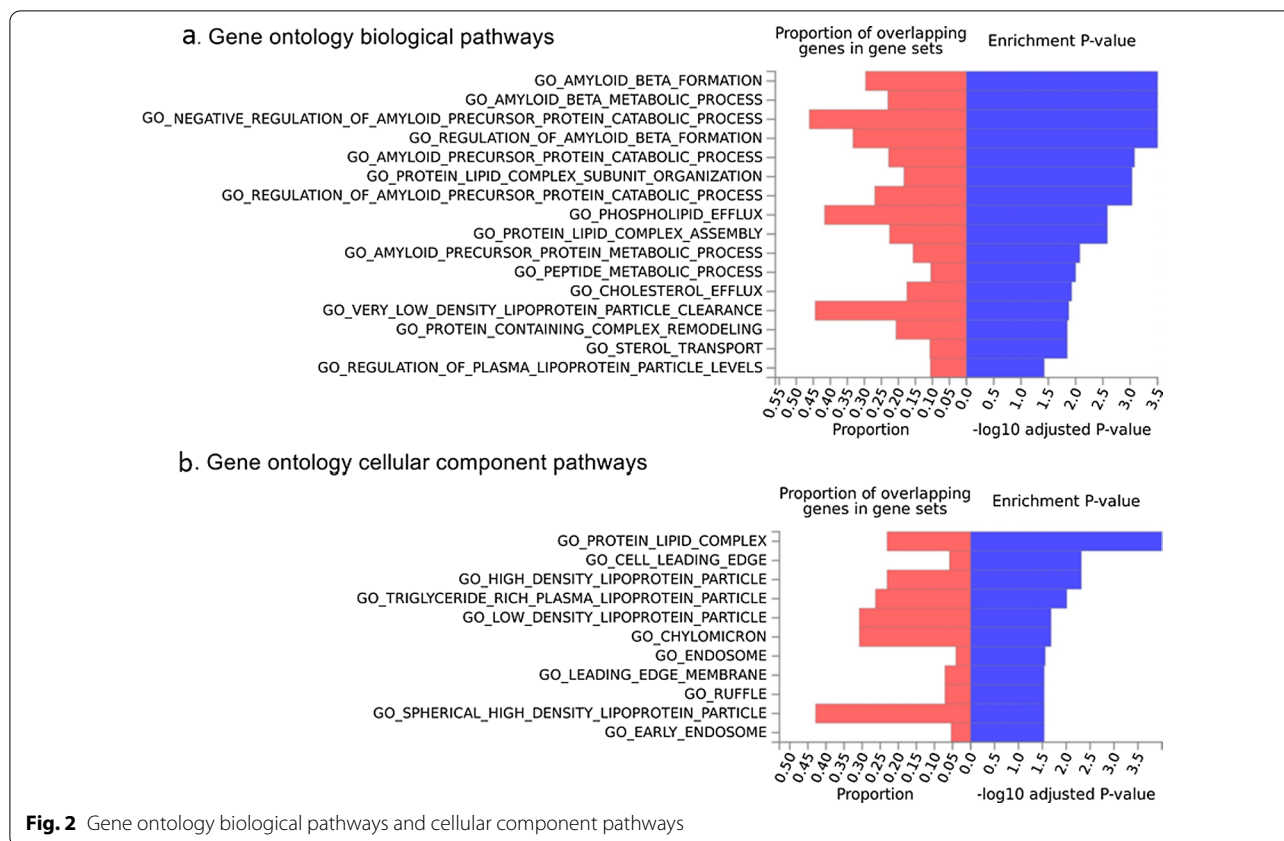 a. Gene ontology biological pathways
Proportion of overlapping
genes in gene sets
Enrichment P-value
GO_AMYLOID_BETA_FORMATION
GO_AMYLOID_BETA_METABOLIC_PROCESS
GO_NEGATIVE_REGULATION_OF_AMYLOID_PRECURSOR_PROTEIN_CATABOLIC_PROCESS
GO_REGULATION_OF_AMYLOID_BETA_FORMATION
GO_AMYLOID_PRECURSOR_PROTEIN_CATABOLIC_PROCESS
GO_PROTEIN_LIPID_COMPLEX_SUBUNIT_ORGANIZATION
GO_REGULATION_OF_AMYLOID_PRECURSOR_PROTEIN_CATABOLIC_PROCESS
GO_PHOSPHOLIPID_EFFLUX
GO_PROTEIN_LIPID_COMPLEX_ASSEMBLY
GO_AMYLOID_PRECURSOR_PROTEIN_METABOLIC_PROCESS
GO_PEPTIDE_METABOLIC_PROCESS
GO_CHOLESTEROL_EFFLUX
GO_VERY_LOW_DENSITY_LIPOPROTEIN_PARTICLE_CLEARANCE
GO_PROTEIN_CONTAINING_COMPLEX_REMODELING
GO_STEROL_TRANSPORT
GO_REGULATION_OF_PLASMA_LIPOPROTEIN_PARTICLE_LEVELS
0.55 0.50 0.45 0.40 0.35 0.30 0.25 0.20 0.15 0.10 0.05 0.0 0.5 1.0 1.5 2.0 2.5 3.0 3.5
Proportion
-log10 adjusted P-value
b. Gene ontology cellular component pathways
Proportion of overlapping
genes in gene sets
Enrichment P-value
GO_PROTEIN_LIPID_COMPLEX
GO_CELL_LEADING_EDGE
GO_HIGH_DENSITY_LIPOPROTEIN_PARTICLE
GO_TRIGLYCERIDE_RICH_PLASMA_LIPOPROTEIN_PARTICLE
GO_LOW_DENSITY_LIPOPROTEIN_PARTICLE
GO_CHYLOMICRON
GO_ENDOSOME
GO_LEADING_EDGE_MEMBRANE
GO_RUFFLE
GO_SPHERICAL_HIGH_DENSITY_LIPOPROTEIN_PARTICLE
GO_EARLY_ENDOSOME
0.50 0.45 0.40 0.35 0.30 0.25 0.20 0.15 0.10 0.05 0.0 0.5 1.0 1.5 2.0 2.5 3.0 3.5
Proportion
-log10 adjusted P-value
Fig. 2 Gene ontology biological pathways and cellular component pathways